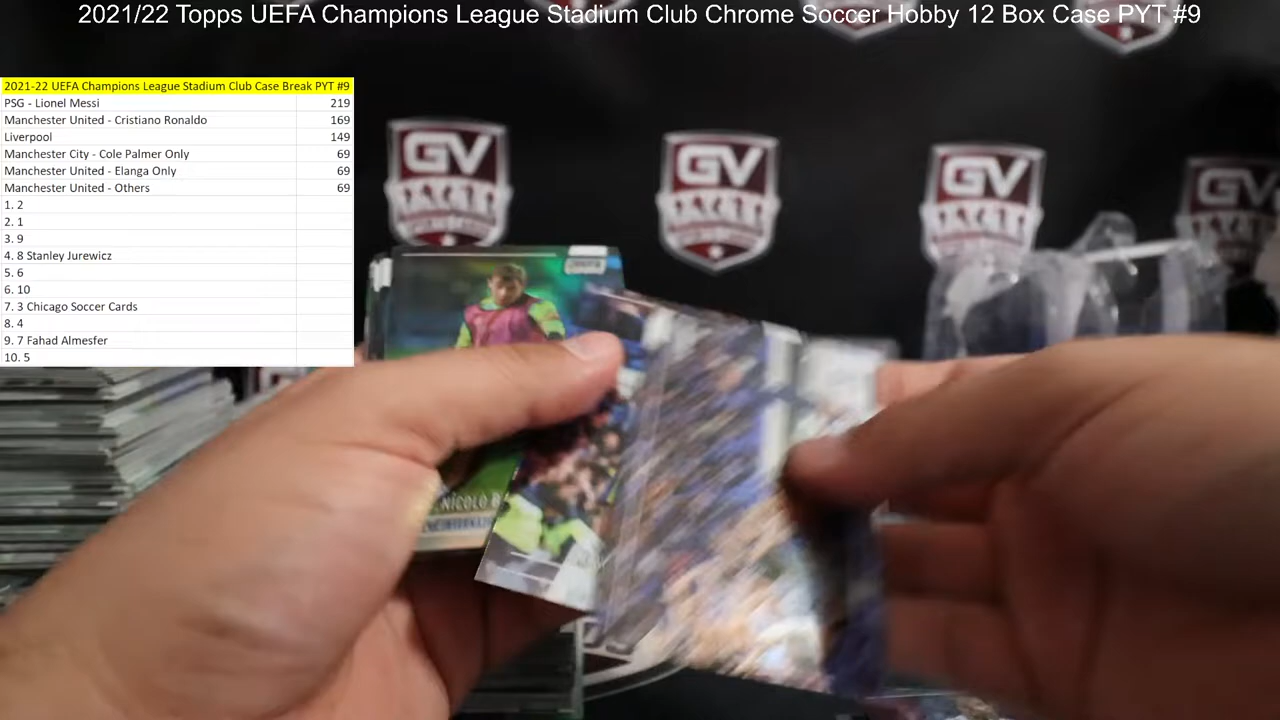 2021/22 Topps UEFA Champions League Stadium Club Chrome Soccer Hobby 12 Box Case PYT #9
2021-22 UEFA Champions League Stadium Club Case Break PYT #9
PSG - Lionel Messi 219
Manchester United - Cristiano Ronaldo 169
Liverpool 149
Manchester City - Cole Palmer Only 69
Manchester United - Elanga Only 69
Manchester United - Others 69
1. 2
2. 1
3. 9
4. 8 Stanley Jurewicz
5. 6
6. 10
7. 3 Chicago Soccer Cards
8. 4
9. 7 Fahad Almesfer
10. 5
GV
GV
GV
GV
NICOLÒ B